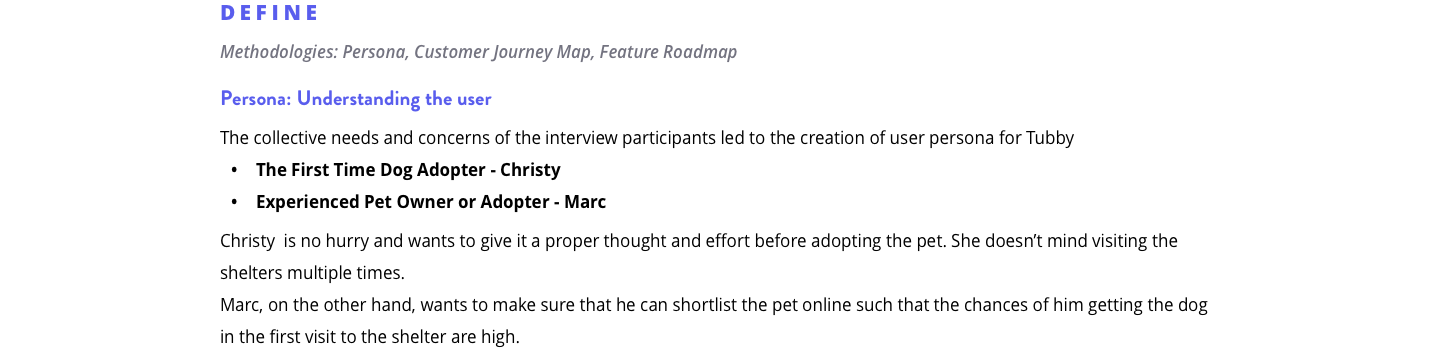 DEFINE
Methodologies: Persona, Customer Journey Map, Feature Roadmap
Persona: Understanding the user
The collective needs and concerns of the interview participants led to the creation of user persona for Tubby
• The First Time Dog Adopter - Christy
• Experienced Pet Owner or Adopter - Marc
Christy  is no hurry and wants to give it a proper thought and effort before adopting the pet. She doesn’t mind visiting the
shelters multiple times.
Marc, on the other hand, wants to make sure that he can shortlist the pet online such that the chances of him getting the dog
in the first visit to the shelter are high.